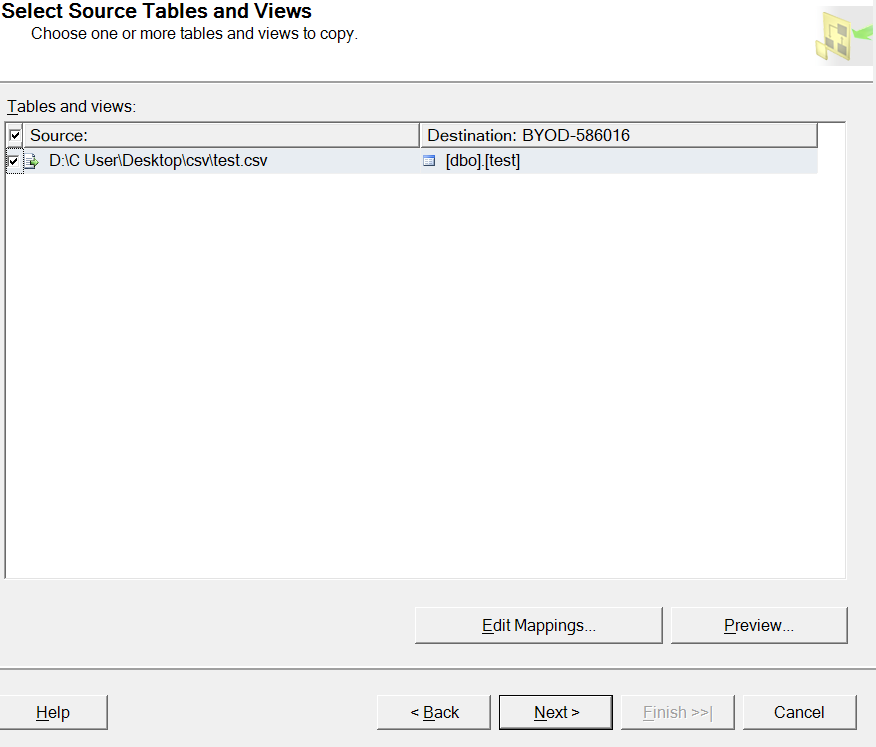 Select Source Tables and Views
Choose one or more tables and views to copy.
Tables and views:
Source: Destination: BYOD-586016
D:\C User\Desktop\csv\test.csv [dbo].[test]
Edit Mappings... Preview...
Help < Back Next > Finish >>| Cancel